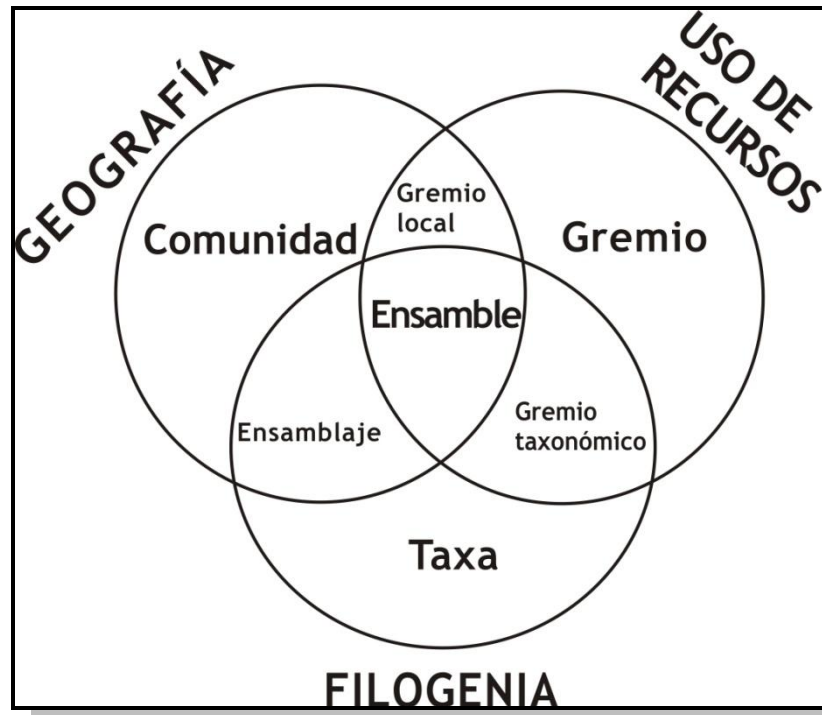 GEOGRAFÍA
USO DE
RECURSOS
Gremio
local
Comunidad
Gremio
Ensamble
Ensamblaje
Gremio
taxonómico
Taxa
FILOGENIA